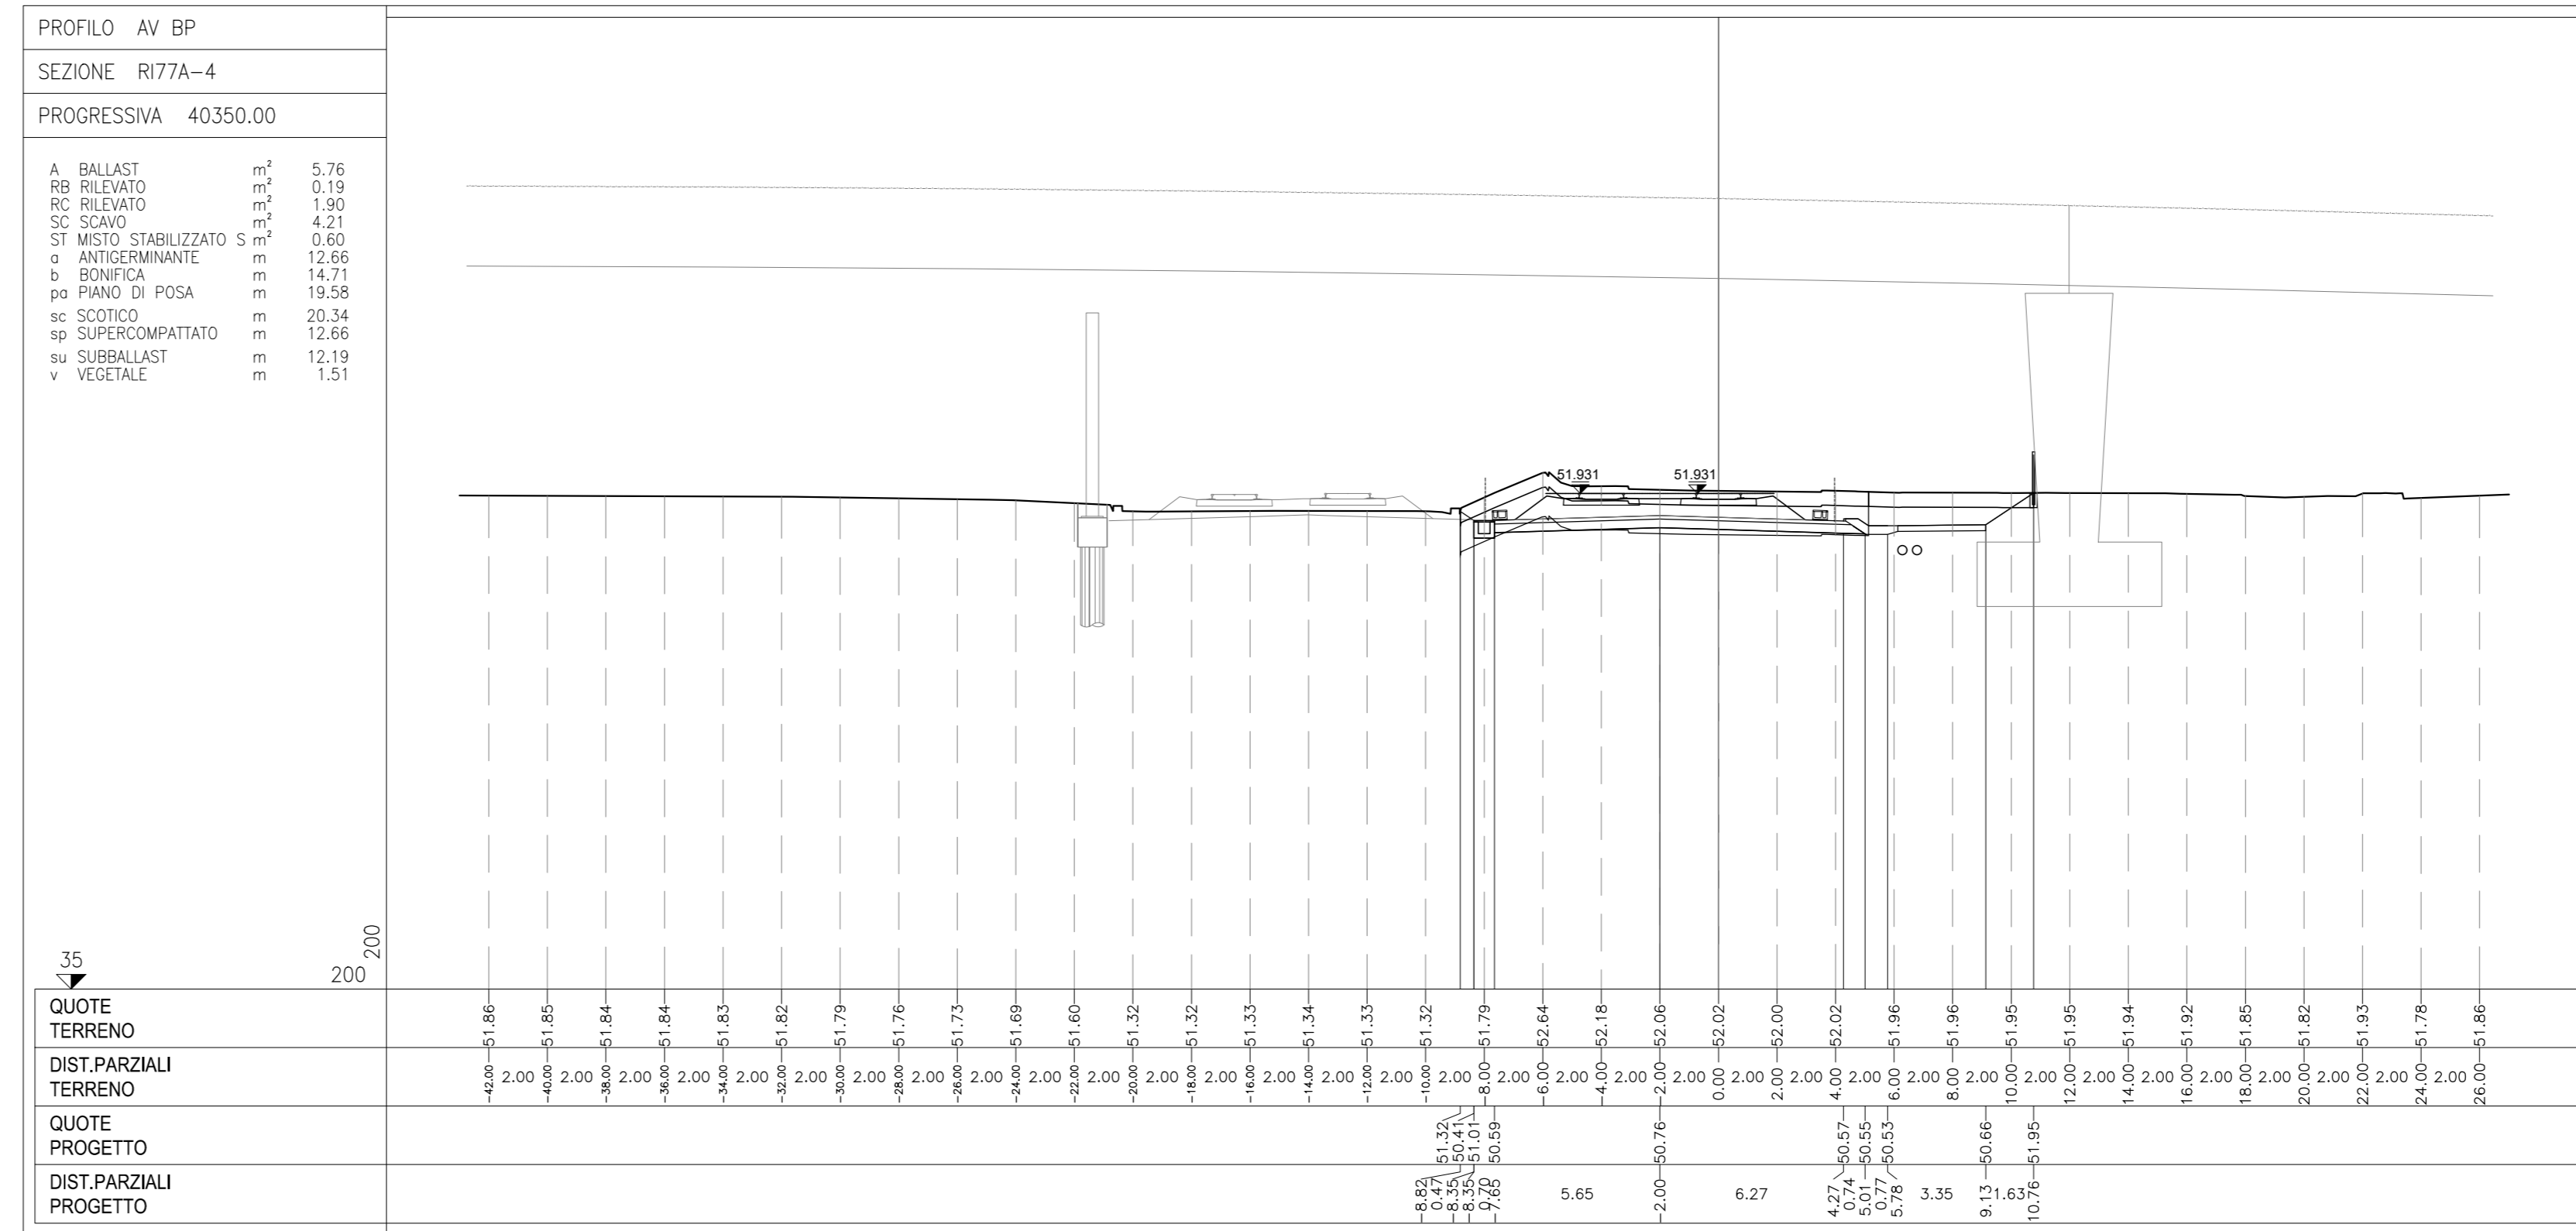 PROFILO AV BP
SEZIONE RI77A-4
PROGRESSIVA 40350.00
A BALLAST m² 5.76
RB RILEVATO m² 0.19
RC RILEVATO m² 1.90
SC SCAVO m² 4.21
ST MISTO STABILIZZATO S m² 0.60
a ANTIGERMINANTE m 12.66
b BONIFICA m 14.71
pa PIANO DI POSA m 19.58
sc SCOTICO m 20.34
sp SUPERCOMPATTATO m 12.66
su SUBBALLAST m 12.19
v VEGETALE m 1.51
51.931 51.931
35 200 200
QUOTE TERRENO
51.86 51.85 51.84 51.84 51.83 51.82 51.79 51.76 51.73 51.69 51.60 51.32 51.32 51.33 51.34 51.33 51.32 51.79 52.64 52.18 52.06 52.02 52.00 52.02 51.96 51.96 51.95 51.95 51.94 51.92 51.85 51.82 51.93 51.78 51.86
DIST.PARZIALI TERRENO
-42.00 2.00 -40.00 2.00 -38.00 2.00 -36.00 2.00 -34.00 2.00 -32.00 2.00 -30.00 2.00 -28.00 2.00 -26.00 2.00 -24.00 2.00 -22.00 2.00 -20.00 2.00 -18.00 2.00 -16.00 2.00 -14.00 2.00 -12.00 2.00 -10.00 2.00 -8.00 2.00 -6.00 2.00 -4.00 2.00 -2.00 2.00 0.00 2.00 2.00 2.00 4.00 2.00 6.00 2.00 8.00 2.00 10.00 2.00 12.00 2.00 14.00 2.00 16.00 2.00 18.00 2.00 20.00 2.00 22.00 2.00 24.00 2.00 26.00
QUOTE PROGETTO
51.32 50.41 51.01 50.59 50.76 50.57 50.55 50.53 50.66 51.95
DIST.PARZIALI PROGETTO
-8.82 0.47 -8.35 -8.35 0.70 -7.65 5.65 -2.00 6.27 4.27 0.74 5.01 0.77 5.78 3.35 9.13 1.63 10.76